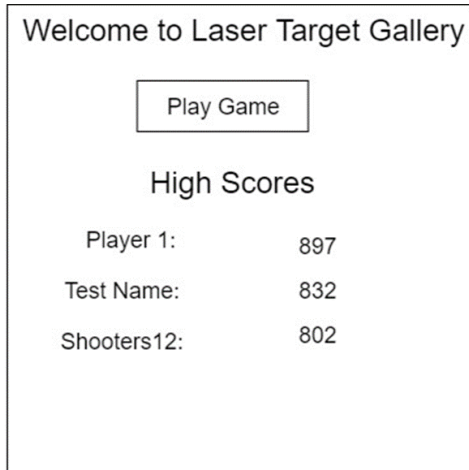 Welcome to Laser Target Gallery
Play Game
High Scores
Player 1: 897
Test Name: 832
Shooters12: 802